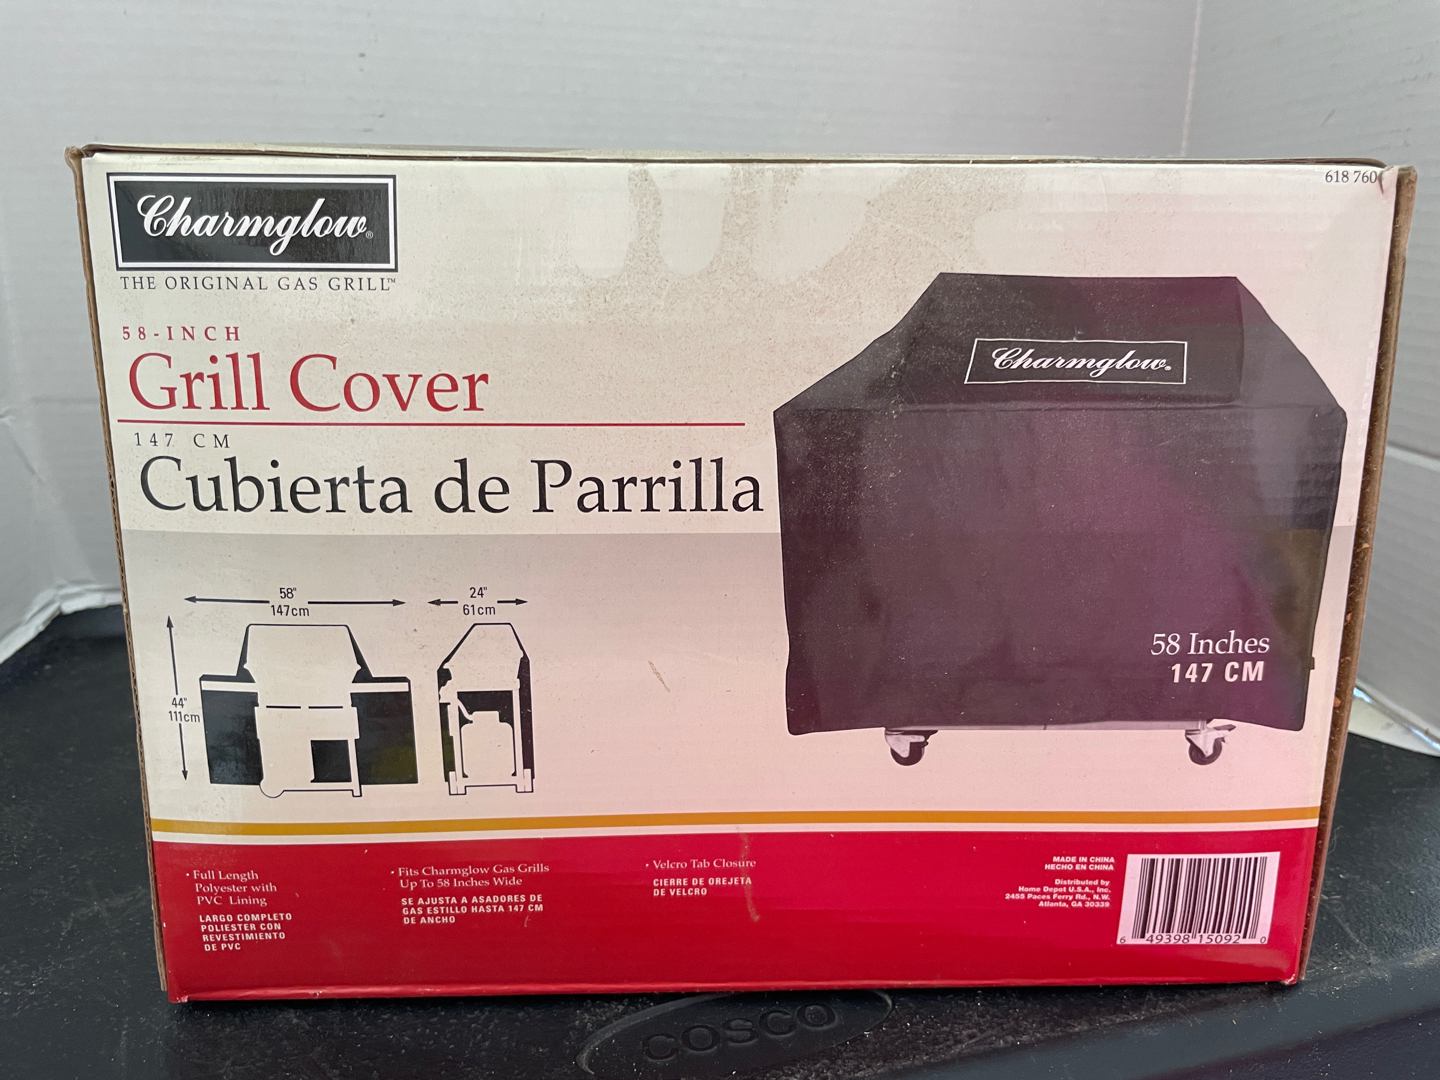 Charmglow®
THE ORIGINAL GAS GRILL™
618 760
58-INCH
Grill Cover
147 CM
Cubierta de Parrilla
Charmglow®
58"
147cm
24"
61cm
44"
111cm
58 Inches
147 CM
• Full Length
Polyester with
PVC Lining
LARGO COMPLETO
POLIESTER CON
REVESTIMIENTO
DE PVC
• Fits Charmglow Gas Grills
Up To 58 Inches Wide
SE AJUSTA A ASADORES DE
GAS ESTILLO HASTA 147 CM
DE ANCHO
• Velcro Tab Closure
CIERRE DE OREJETA
DE VELCRO
MADE IN CHINA
HECHO EN CHINA
Distributed by
Home Depot U.S.A., Inc.
2455 Paces Ferry Rd., N.W.
Atlanta, GA 30339
6 49398 15092 0
COSCO